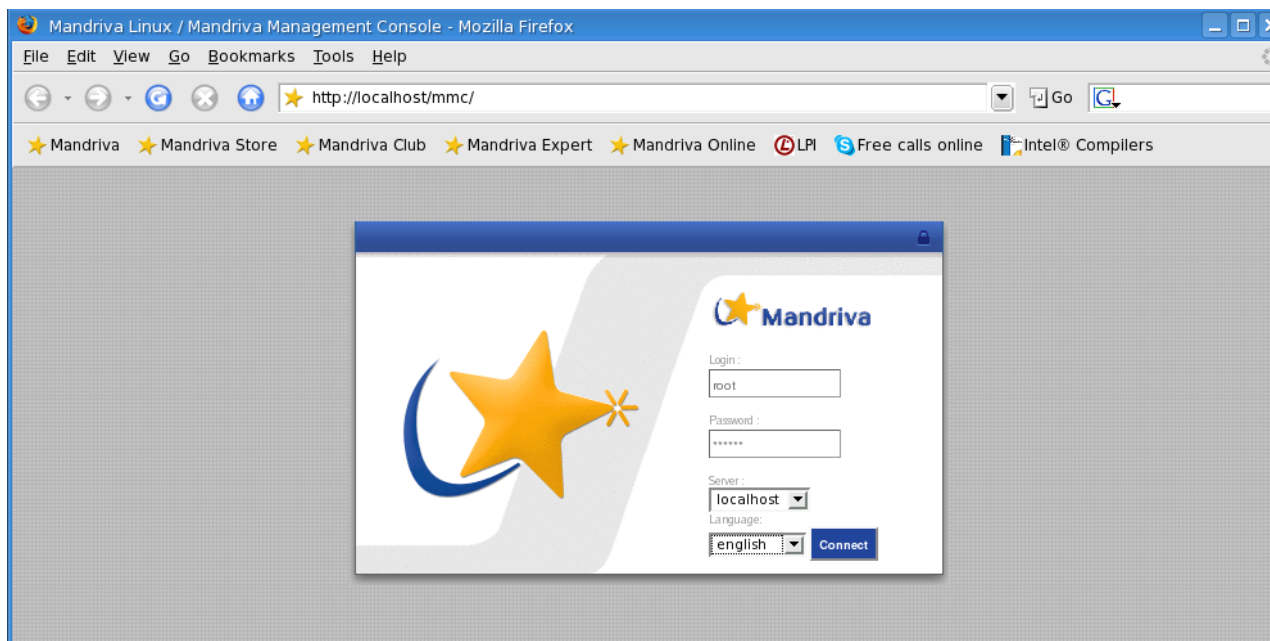 Mandriva Linux / Mandriva Management Console - Mozilla Firefox
File Edit View Go Bookmarks Tools Help
http://localhost/mmc/ Go G
Mandriva Mandriva Store Mandriva Club Mandriva Expert Mandriva Online LPI Free calls online Intel® Compilers
Mandriva
Login :
root
Password :
******
Server :
localhost
Language:
english Connect